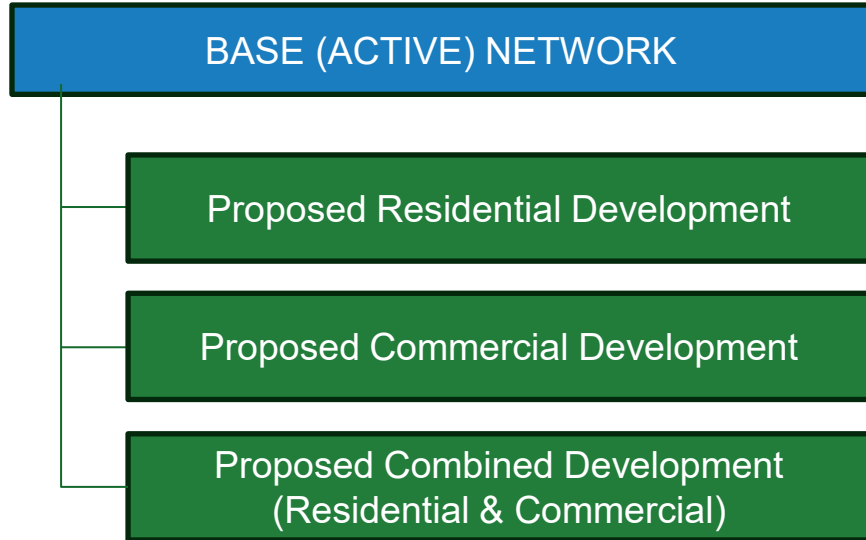 BASE (ACTIVE) NETWORK
Proposed Residential Development
Proposed Commercial Development
Proposed Combined Development
(Residential & Commercial)